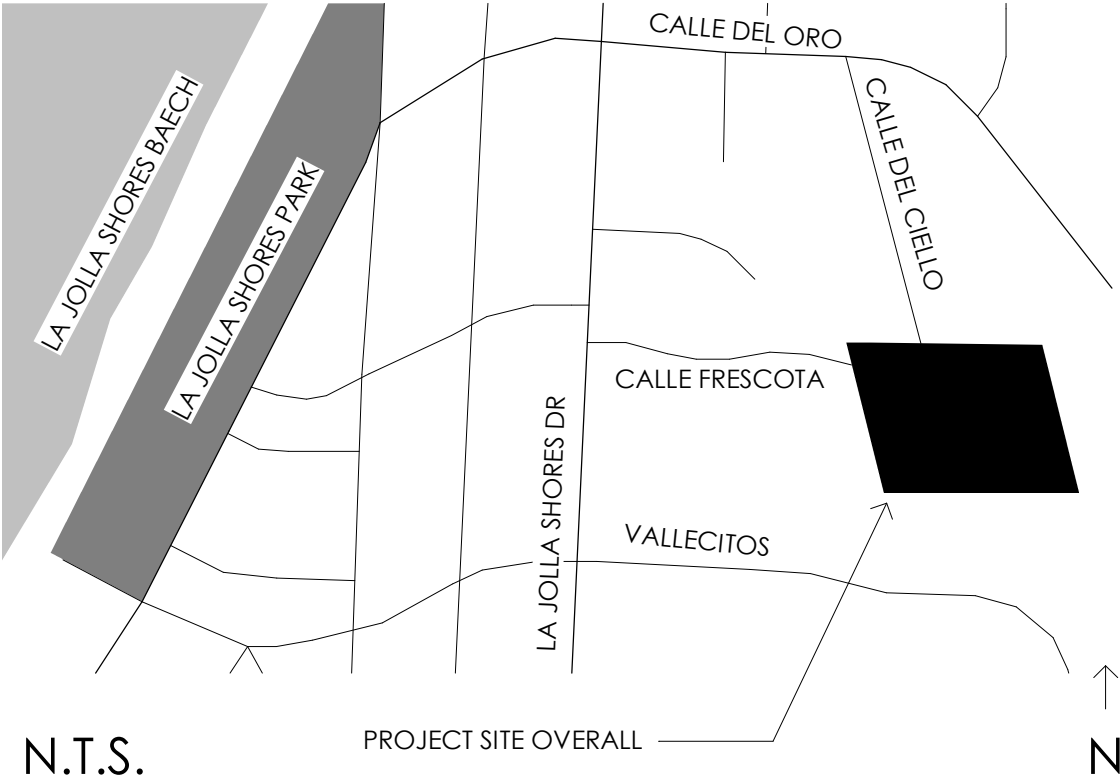 CALLE DEL ORO
LA JOLLA SHORES BAECH
CALLE DEL CIELLO
LA JOLLA SHORES PARK
CALLE FRESCOTA
LA JOLLA SHORES DR
VALLECITOS
PROJECT SITE OVERALL
N.T.S.
N